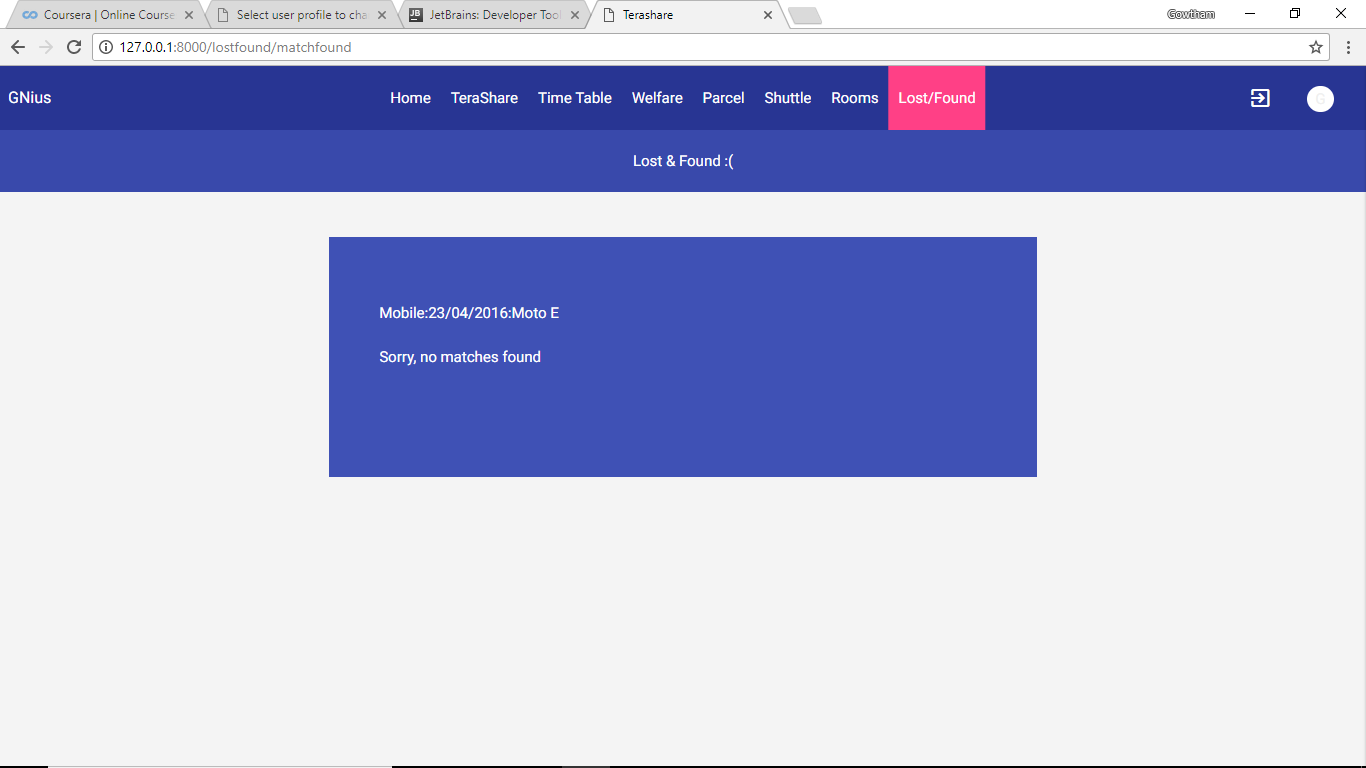 Coursera | Online Course
Select user profile to cha
JetBrains: Developer Tool
Terashare
Gowtham
127.0.0.1:8000/lostfound/matchfound
GNius
Home TeraShare Time Table Welfare Parcel Shuttle Rooms Lost/Found
G
Lost & Found :(
Mobile:23/04/2016:Moto E
Sorry, no matches found